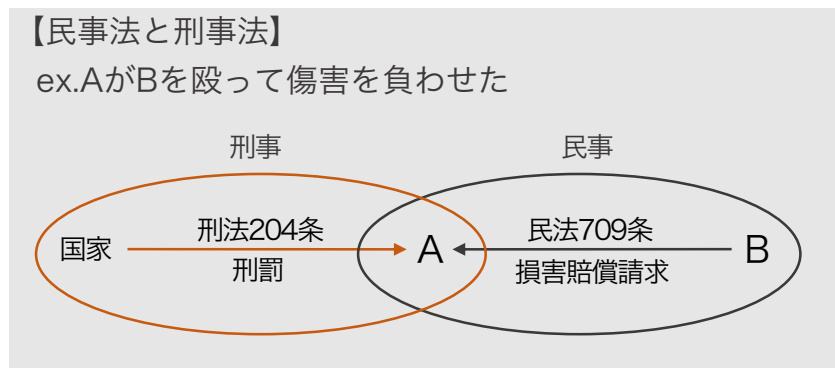 【民事法と刑事法】
ex.AがBを殴って傷害を負わせた
刑事
民事
国家
刑法204条
刑罰
A
民法709条
損害賠償請求
B